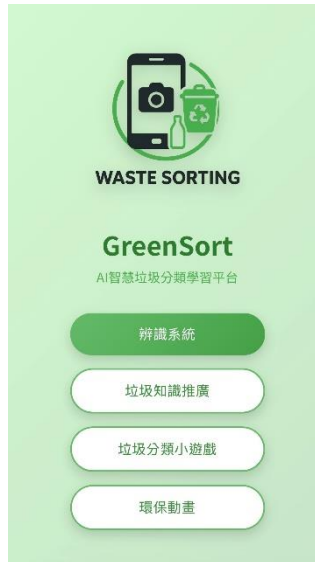 WASTE SORTING
GreenSort
AI智慧垃圾分類學習平台
辨識系統
垃圾知識推廣
垃圾分類小遊戲
環保動畫